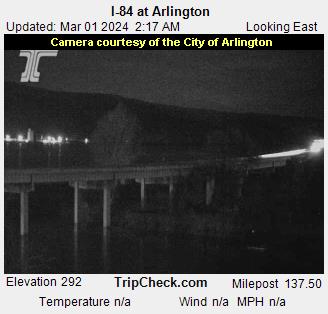 I-84 at Arlington
Updated: Mar 01 2024 2:17 AM Looking East
Camera courtesy of the City of Arlington
Elevation 292 TripCheck.com Milepost 137.50
Temperature n/a Wind n/a MPH n/a